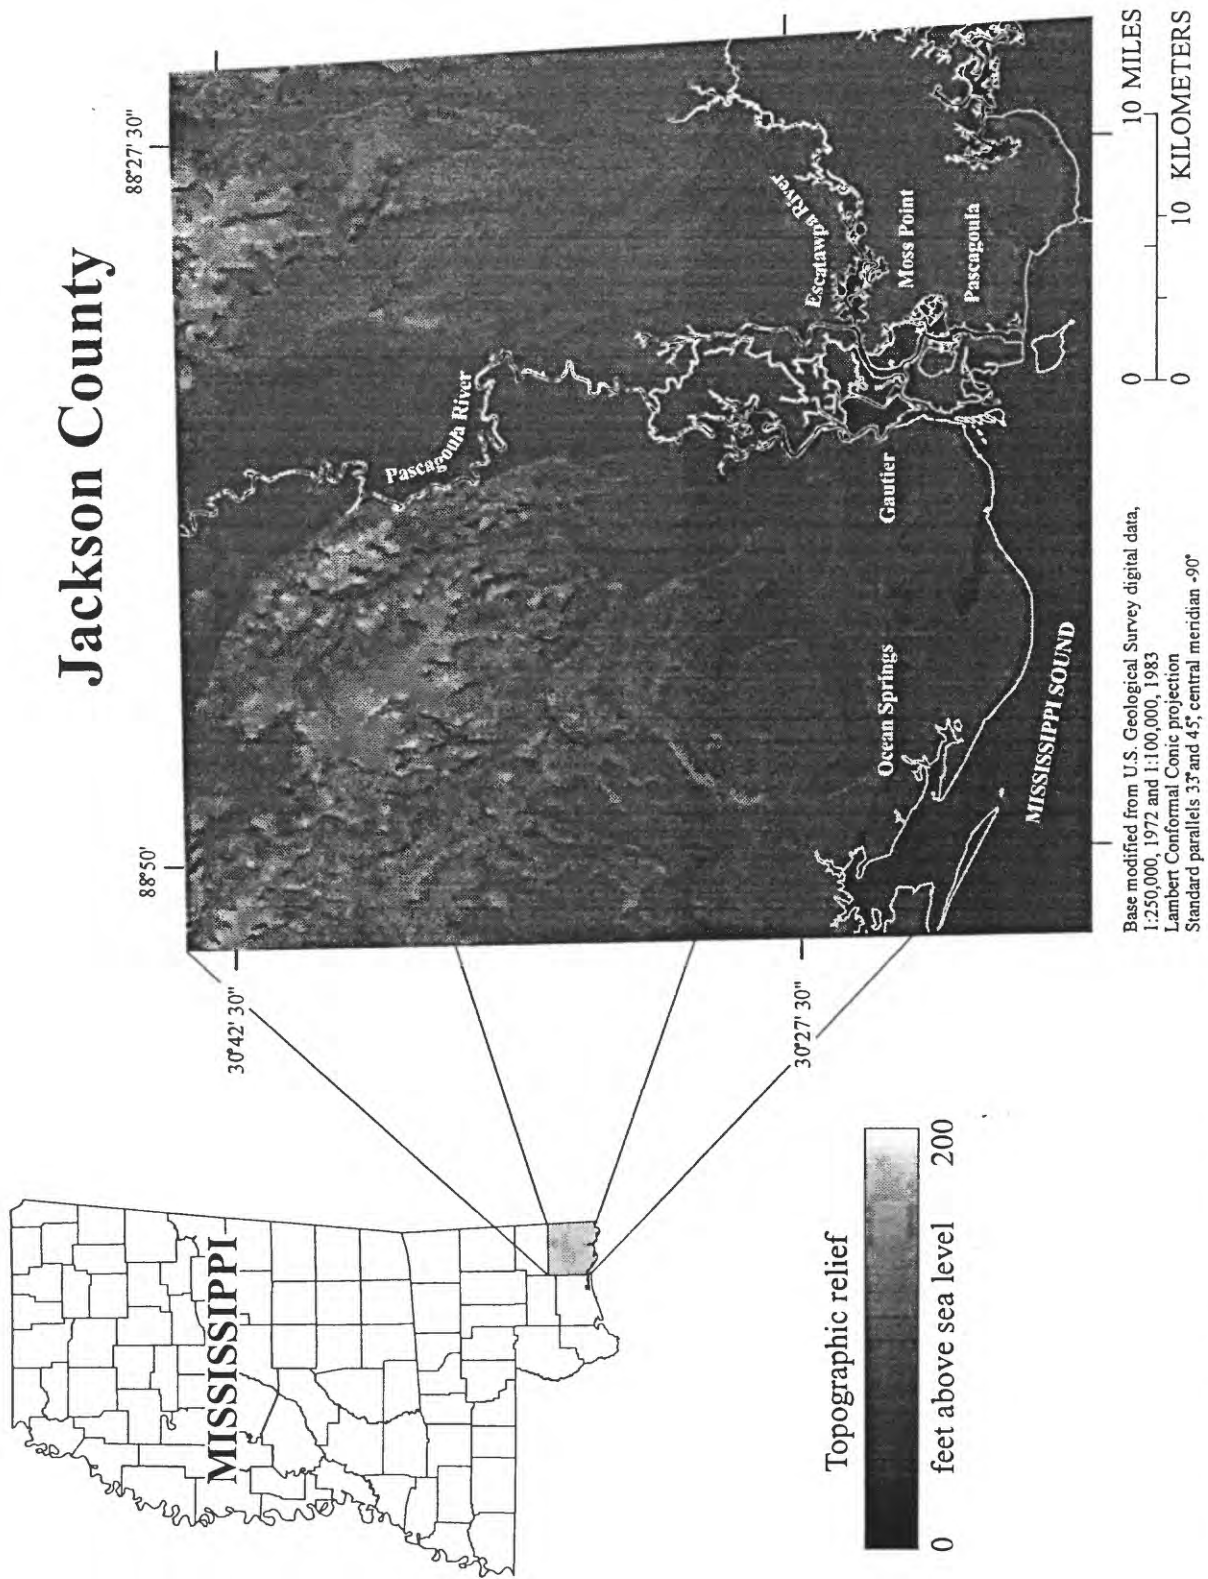 Jackson County
88°50'
88°27' 30"
30°42' 30"
30°27' 30"
MISSISSIPPI
Pascagoula River
Escatawpa River
Moss Point
Pascagoula
Gautier
Ocean Springs
MISSISSIPPI SOUND
Topographic relief
0 feet above sea level 200
Base modified from U.S. Geological Survey digital data,
1:250,000, 1972 and 1:100,000, 1983
Lambert Conformal Conic projection
Standard parallels 33° and 45°, central meridian -90°
0 10 MILES
0 10 KILOMETERS